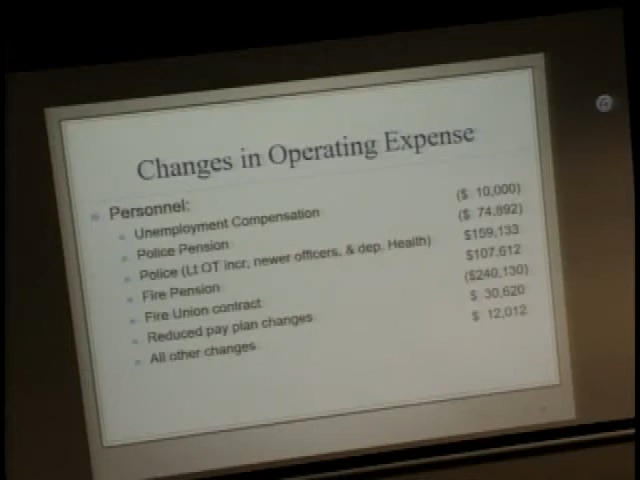 Changes in Operating Expense
Personnel:
Unemployment Compensation ($ 10,000)
Police Pension ($ 74,892)
Police (Lt OT incr, newer officers, & dep. Health) $159,133
Fire Pension $107,612
Fire Union contract ($240,130)
Reduced pay plan changes $ 30,620
All other changes $ 12,012